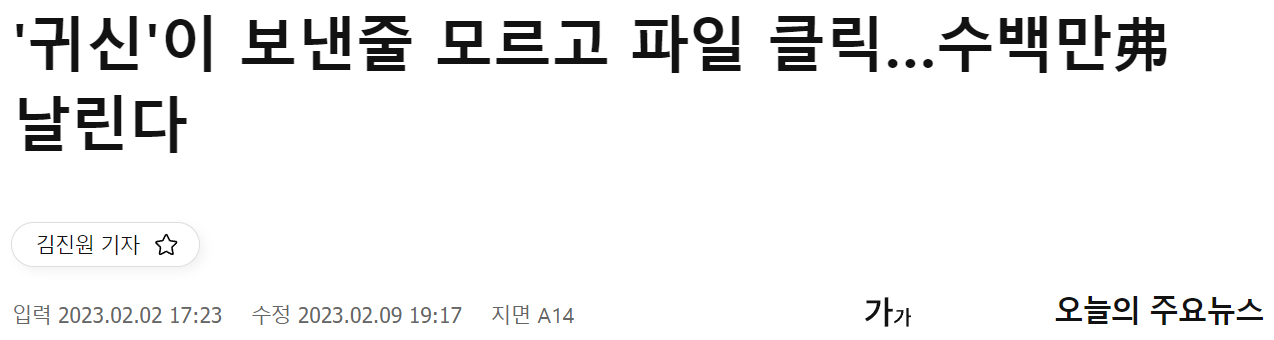 '귀신'이 보낸줄 모르고 파일 클릭...수백만弗
날린다
김진원 기자
입력 2023.02.02 17:23 수정 2023.02.09 19:17 지면 A14
가가
오늘의 주요뉴스